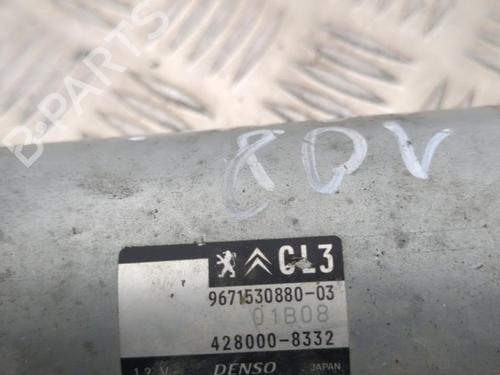 B-PARTS
80V
CL3
9671530880-03
01B08
428000-8332
12 V- DENSO JAPAN